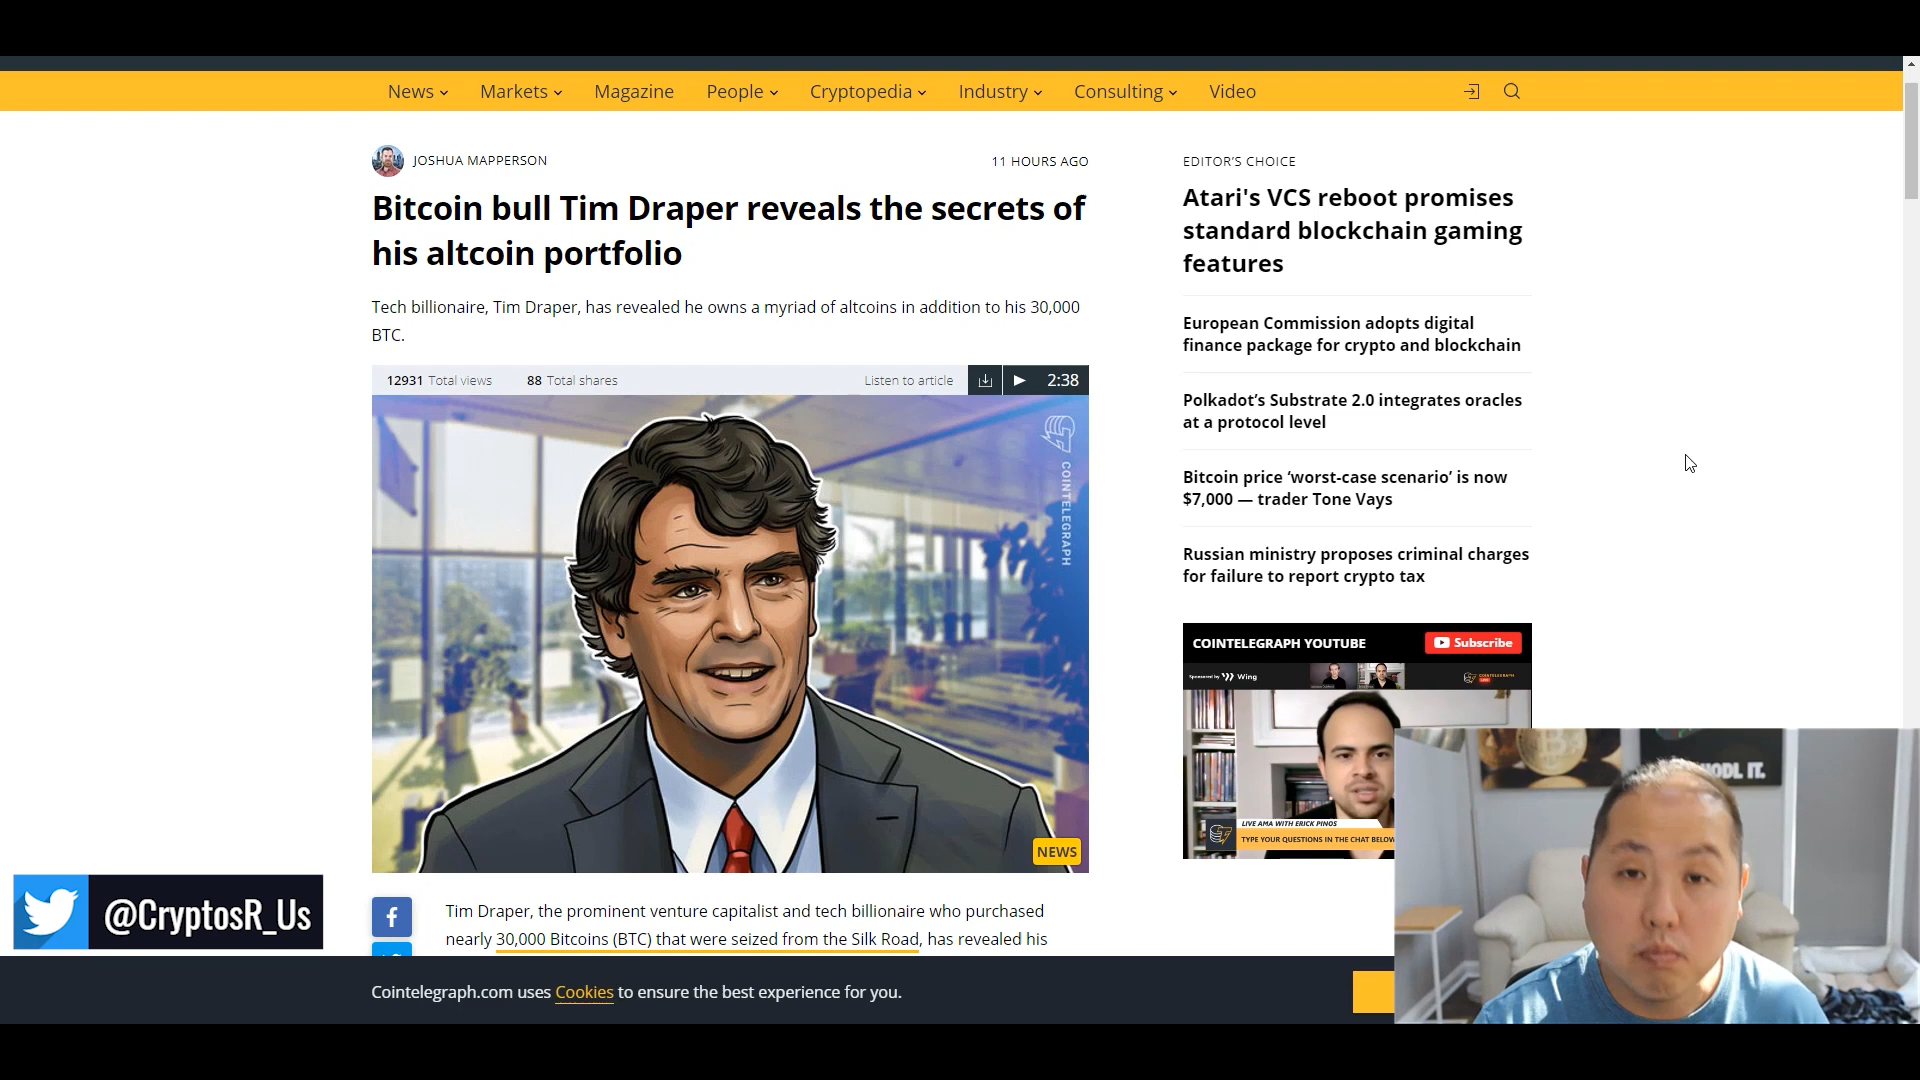 News Markets Magazine People Cryptopedia Industry Consulting Video
JOSHUA MAPPERSON
11 HOURS AGO
Bitcoin bull Tim Draper reveals the secrets of
his altcoin portfolio
Tech billionaire, Tim Draper, has revealed he owns a myriad of altcoins in addition to his 30,000
BTC.
12931 Total views 88 Total shares Listen to article 2:38
COINTELEGRAPH
NEWS
Tim Draper, the prominent venture capitalist and tech billionaire who purchased
nearly 30,000 Bitcoins (BTC) that were seized from the Silk Road, has revealed his
EDITOR'S CHOICE
Atari's VCS reboot promises
standard blockchain gaming
features
European Commission adopts digital
finance package for crypto and blockchain
Polkadot’s Substrate 2.0 integrates oracles
at a protocol level
Bitcoin price ‘worst-case scenario’ is now
$7,000 — trader Tone Vays
Russian ministry proposes criminal charges
for failure to report crypto tax
COINTELEGRAPH YOUTUBE Subscribe
Sponsored by Wing
LIVE AMA WITH ERICK PINOS
TYPE YOUR QUESTIONS IN THE CHAT BELOW
HODL IT.
@CryptosR_Us
Cointelegraph.com uses Cookies to ensure the best experience for you.